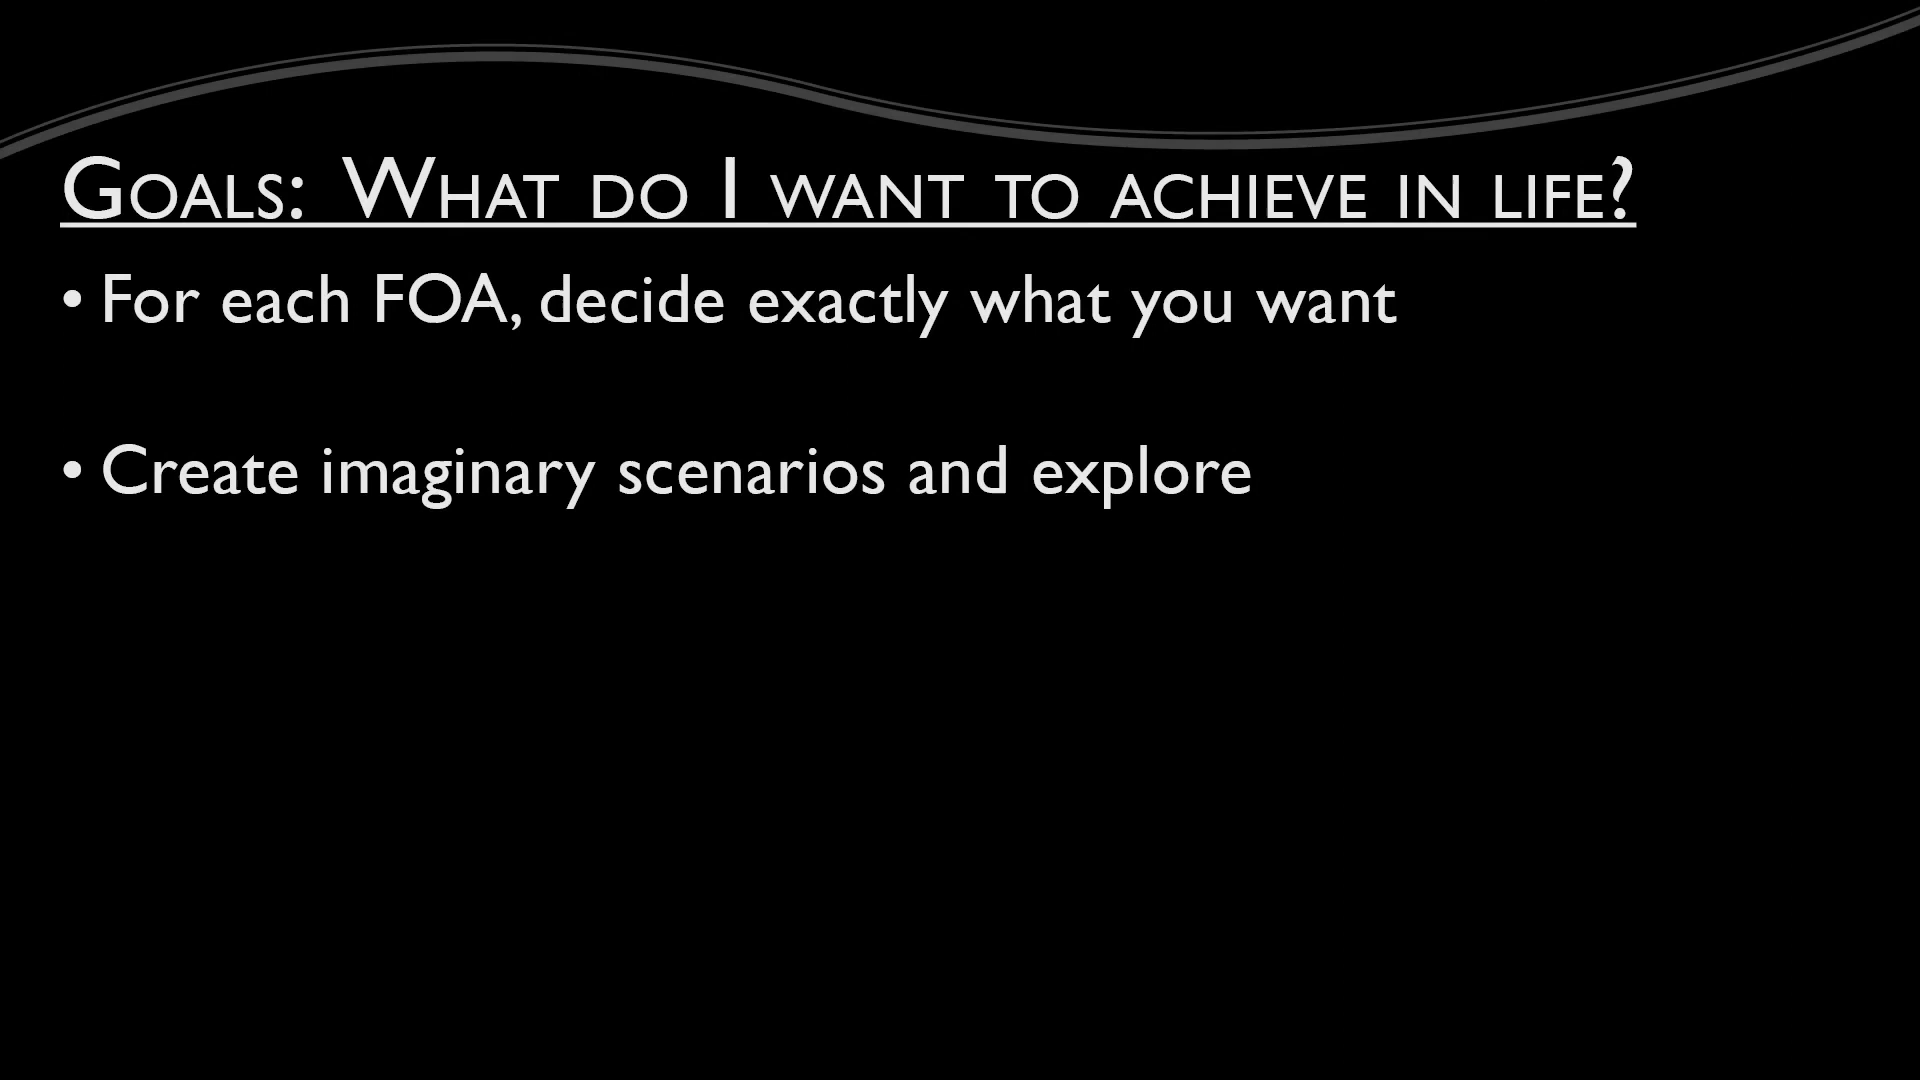 Goals: What do I want to achieve in life?
• For each FOA, decide exactly what you want
• Create imaginary scenarios and explore